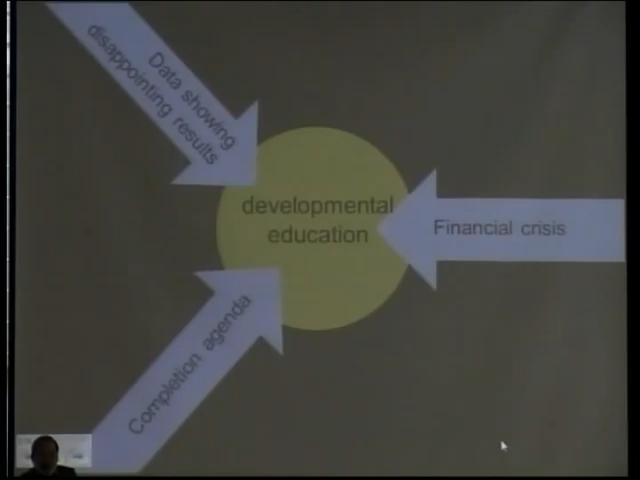 Data showing
disappointing results
developmental
education
Financial crisis
Completion agenda